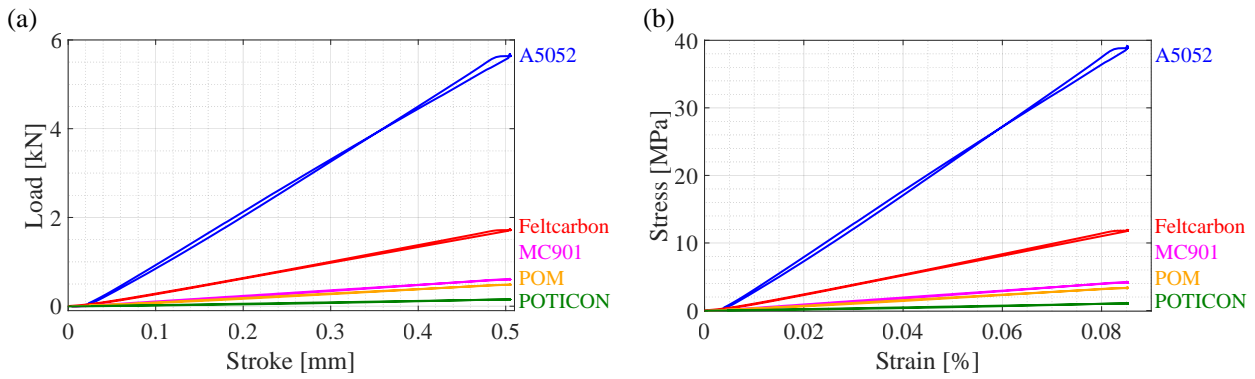 (a)
6
4
2
0
Load [kN]
0
0.1
0.2
0.3
0.4
0.5
Stroke [mm]
A5052
Feltcarbon
MC901
POM
POTICON
(b)
40
30
20
10
0
Stress [MPa]
0
0.02
0.04
0.06
0.08
Strain [%]
A5052
Feltcarbon
MC901
POM
POTICON